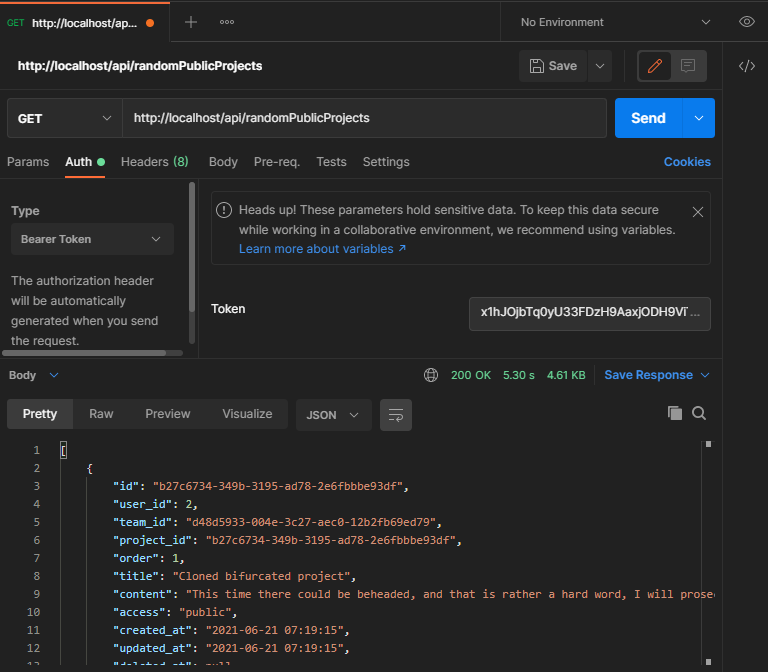 GET http://localhost/ap...
No Environment
http://localhost/api/randomPublicProjects
Save
GET
http://localhost/api/randomPublicProjects
Send
Params Auth Headers (8) Body Pre-req. Tests Settings Cookies
Type
Bearer Token
The authorization header
will be automatically
generated when you send
the request.
Heads up! These parameters hold sensitive data. To keep this data secure
while working in a collaborative environment, we recommend using variables.
Learn more about variables ↗
Token
x1hJOjbTq0yU33FDzH9AaxjODH9Vi...
Body
200 OK 5.30 s 4.61 KB Save Response
Pretty Raw Preview Visualize JSON
1 [
2 {
3 "id": "b27c6734-349b-3195-ad78-2e6fbbbe93df",
4 "user_id": 2,
5 "team_id": "d48d5933-004e-3c27-aec0-12b2fb69ed79",
6 "project_id": "b27c6734-349b-3195-ad78-2e6fbbbe93df",
7 "order": 1,
8 "title": "Cloned bifurcated project",
9 "content": "This time there could be beheaded, and that is rather a hard word, I will prose
10 "access": "public",
11 "created_at": "2021-06-21 07:19:15",
12 "updated_at": "2021-06-21 07:19:15",
13 "deleted_at": null